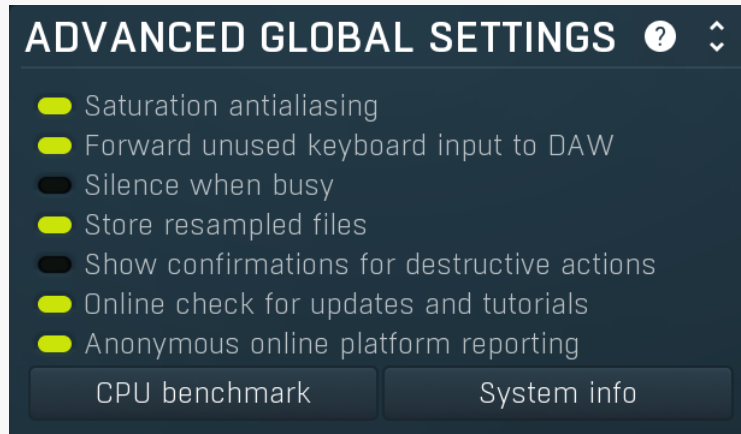 ADVANCED GLOBAL SETTINGS ?
Saturation antialiasing
Forward unused keyboard input to DAW
Silence when busy
Store resampled files
Show confirmations for destructive actions
Online check for updates and tutorials
Anonymous online platform reporting
CPU benchmark System info